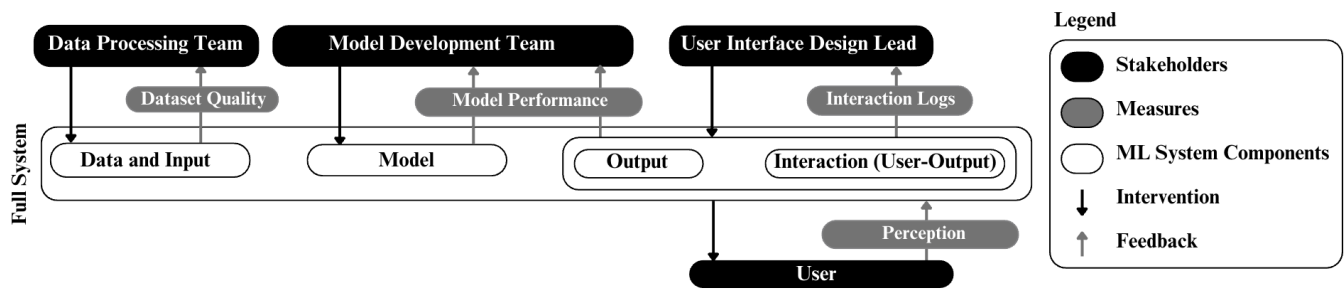 Legend
Data Processing Team
Model Development Team
User Interface Design Lead
Stakeholders
Dataset Quality
Model Performance
Interaction Logs
Measures
Full System
Data and Input
Model
Output
Interaction (User-Output)
ML System Components
Intervention
Perception
Feedback
User